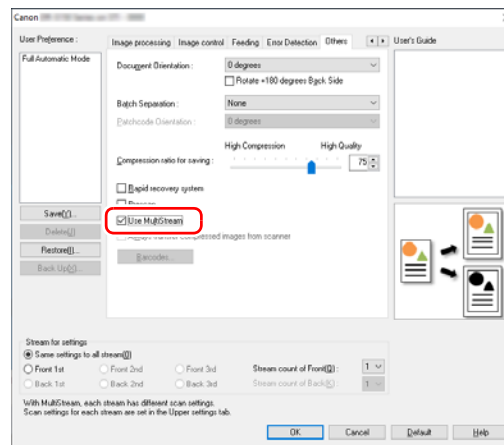 Canon
User Preference :
Full Automatic Mode
Save(Y)...
Delete(J)
Restore(I)...
Back Up(X)...
Image processing Image control Feeding Error Detection Others
Document Orientation : 0 degrees
Rotate +180 degrees Back Side
Batch Separation : None
Patchcode Orientation : 0 degrees
High Compression High Quality
Compression ratio for saving : 75
Rapid recovery system
Use MultiStream
compressed images from scanner
Barcodes...
User's Guide
Stream for settings
Same settings to all stream(0)
Front 1st Front 2nd Front 3rd Stream count of Front(Q) : 1
Back 1st Back 2nd Back 3rd Stream count of Back(K) : 1
With MultiStream, each stream has different scan settings.
Scan settings for each stream are set in the Upper settings tab.
OK Cancel Default Help